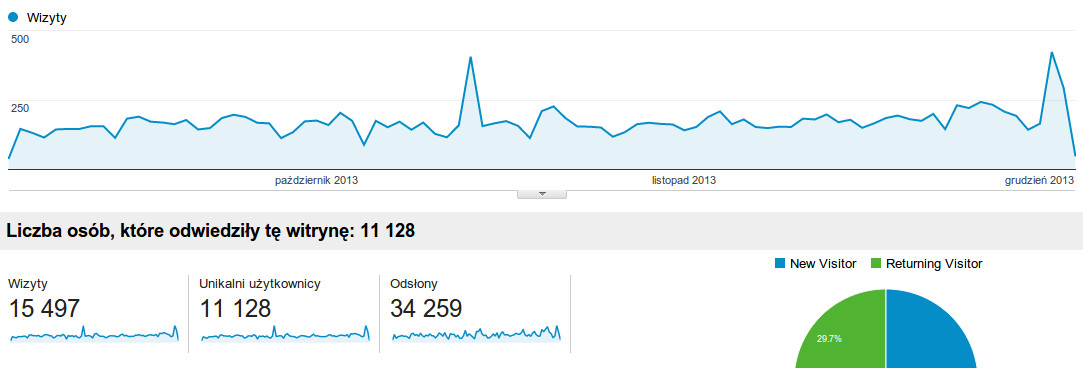 Wizyty
500
250
październik 2013
listopad 2013
grudzień 2013
Liczba osób, które odwiedziły tę witrynę: 11 128
New Visitor
Returning Visitor
Wizyty
15 497
Unikalni użytkownicy
11 128
Odsłony
34 259
29.7%